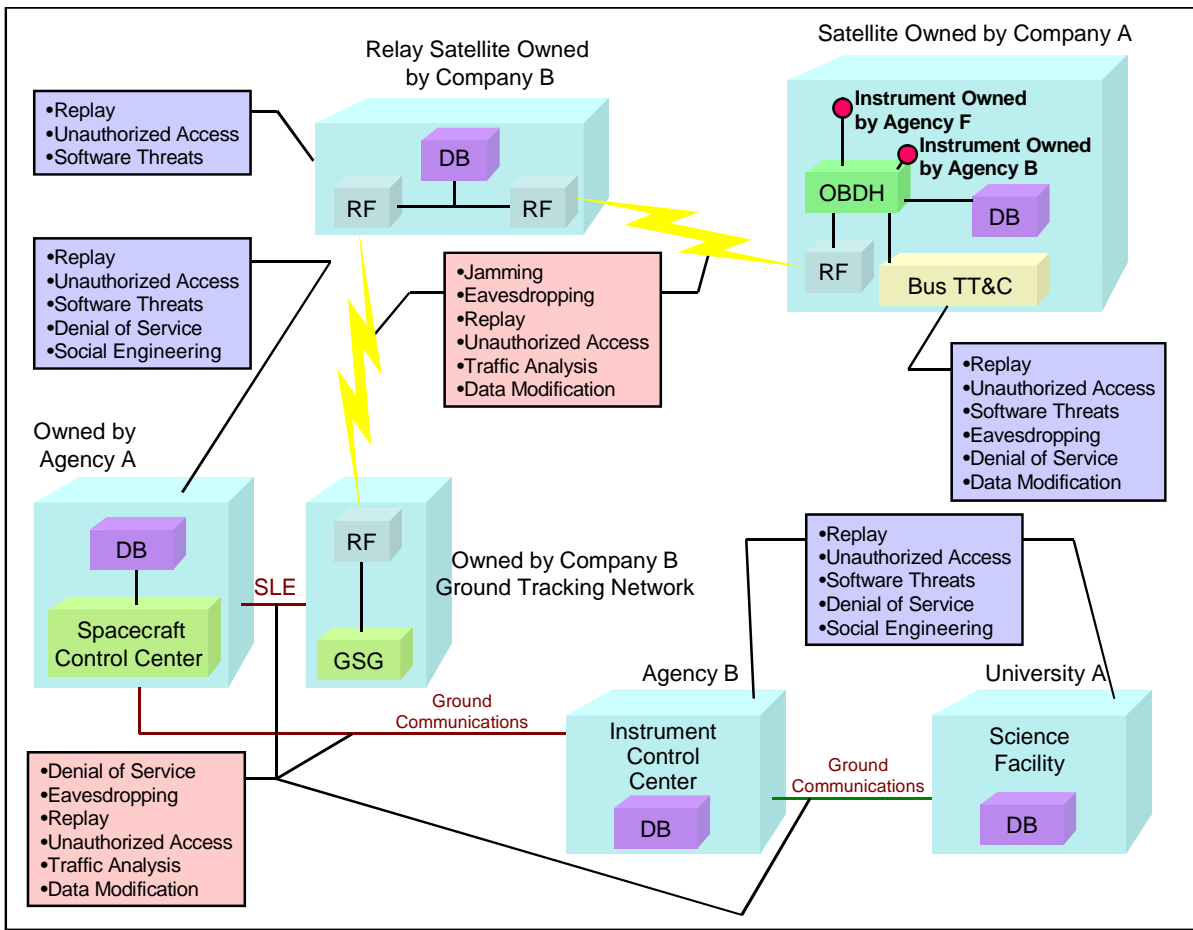 Relay Satellite Owned
by Company B
Satellite Owned by Company A
•Replay
•Unauthorized Access
•Software Threats
DB
RF
RF
Instrument Owned
by Agency F
Instrument Owned
by Agency B
OBDH
DB
RF
Bus TT&C
•Replay
•Unauthorized Access
•Software Threats
•Denial of Service
•Social Engineering
•Jamming
•Eavesdropping
•Replay
•Unauthorized Access
•Traffic Analysis
•Data Modification
•Replay
•Unauthorized Access
•Software Threats
•Eavesdropping
•Denial of Service
•Data Modification
Owned by
Agency A
DB
Spacecraft
Control Center
SLE
RF
GSG
Owned by Company B
Ground Tracking Network
•Replay
•Unauthorized Access
•Software Threats
•Denial of Service
•Social Engineering
Agency B
University A
Ground
Communications
Instrument
Control
Center
DB
Ground
Communications
Science
Facility
DB
•Denial of Service
•Eavesdropping
•Replay
•Unauthorized Access
•Traffic Analysis
•Data Modification